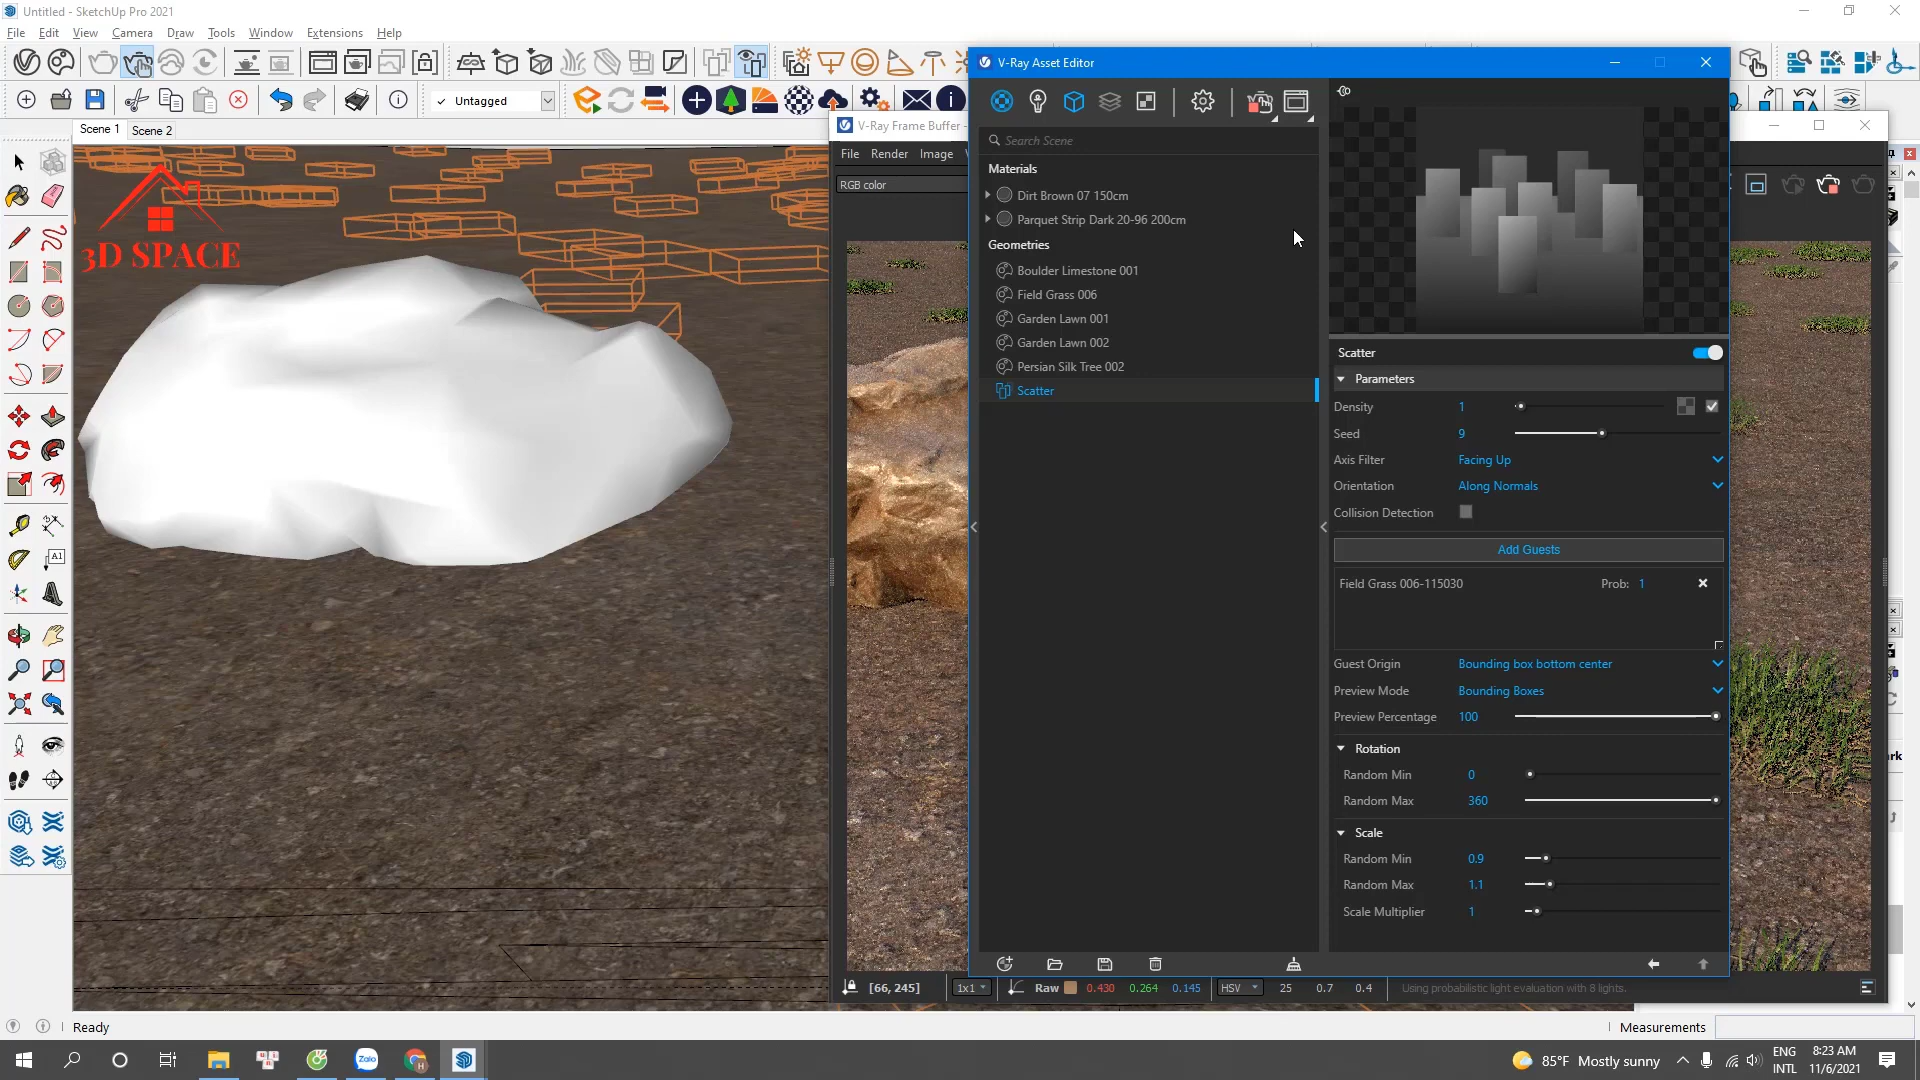 Untitled - SketchUp Pro 2021
File Edit View Camera Draw Tools Window Extensions Help
✓ Untagged
Scene 1 Scene 2
3D SPACE
V-Ray Frame Buffer -
File Render Image
RGB color
V-Ray Asset Editor
Search Scene
Materials
Dirt Brown 07 150cm
Parquet Strip Dark 20-96 200cm
Geometries
Boulder Limestone 001
Field Grass 006
Garden Lawn 001
Garden Lawn 002
Persian Silk Tree 002
Scatter
Scatter
Parameters
Density 1
Seed 9
Axis Filter Facing Up
Orientation Along Normals
Collision Detection
Add Guests
Field Grass 006-115030 Prob: 1
Guest Origin Bounding box bottom center
Preview Mode Bounding Boxes
Preview Percentage 100
Rotation
Random Min 0
Random Max 360
Scale
Random Min 0.9
Random Max 1.1
Scale Multiplier 1
A1
[66, 245] 1x1 Raw 0.430 0.264 0.145 HSV 25 0.7 0.4 Using probabilistic light evaluation with 8 lights.
Ready
Measurements
Zalo
85°F Mostly sunny
ENG
INTL
8:23 AM
11/6/2021